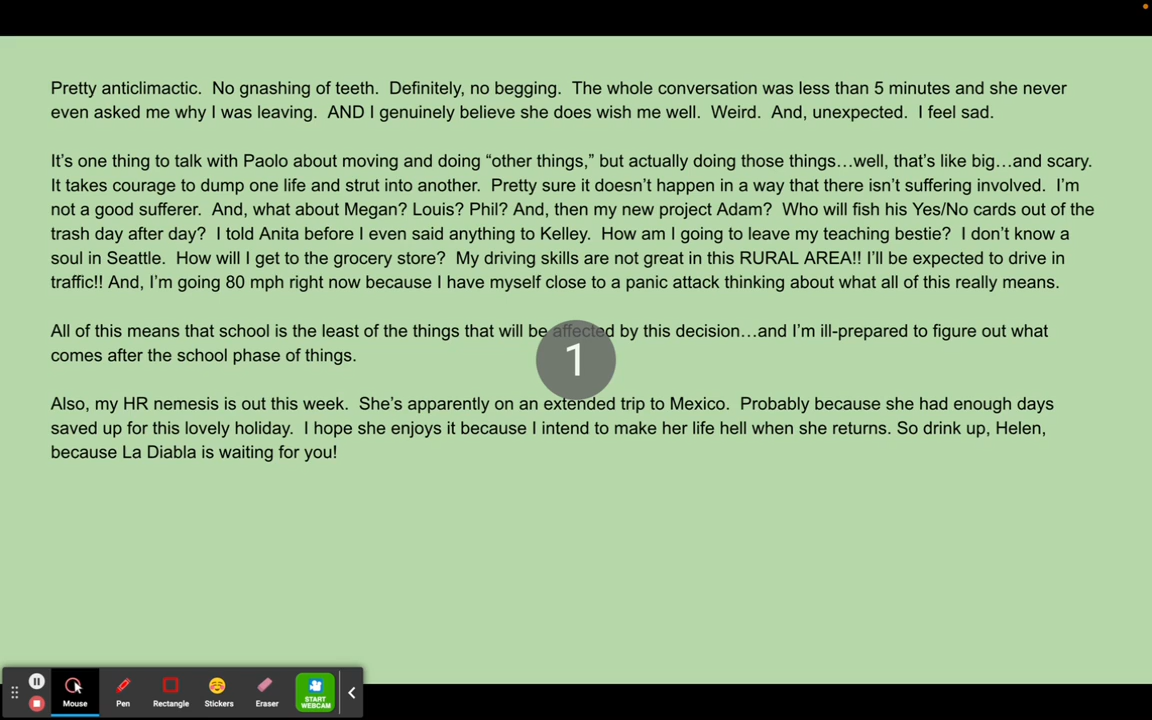 Pretty anticlimactic.  No gnashing of teeth.  Definitely, no begging.  The whole conversation was less than 5 minutes and she never
even asked me why I was leaving.  AND I genuinely believe she does wish me well.  Weird.  And, unexpected.  I feel sad.
It’s one thing to talk with Paolo about moving and doing “other things,” but actually doing those things…well, that’s like big…and scary.
It takes courage to dump one life and strut into another.  Pretty sure it doesn’t happen in a way that there isn’t suffering involved.  I’m
not a good sufferer.  And, what about Megan? Louis? Phil? And, then my new project Adam?  Who will fish his Yes/No cards out of the
trash day after day?  I told Anita before I even said anything to Kelley.  How am I going to leave my teaching bestie?  I don’t know a
soul in Seattle.  How will I get to the grocery store?  My driving skills are not great in this RURAL AREA!! I’ll be expected to drive in
traffic!! And, I’m going 80 mph right now because I have myself close to a panic attack thinking about what all of this really means.
All of this means that school is the least of the things that will be affected by this decision…and I’m ill-prepared to figure out what
comes after the school phase of things.
1
Also, my HR nemesis is out this week.  She’s apparently on an extended trip to Mexico.  Probably because she had enough days
saved up for this lovely holiday.  I hope she enjoys it because I intend to make her life hell when she returns. So drink up, Helen,
because La Diabla is waiting for you!
Mouse Pen Rectangle Stickers Eraser START
WEBCAM